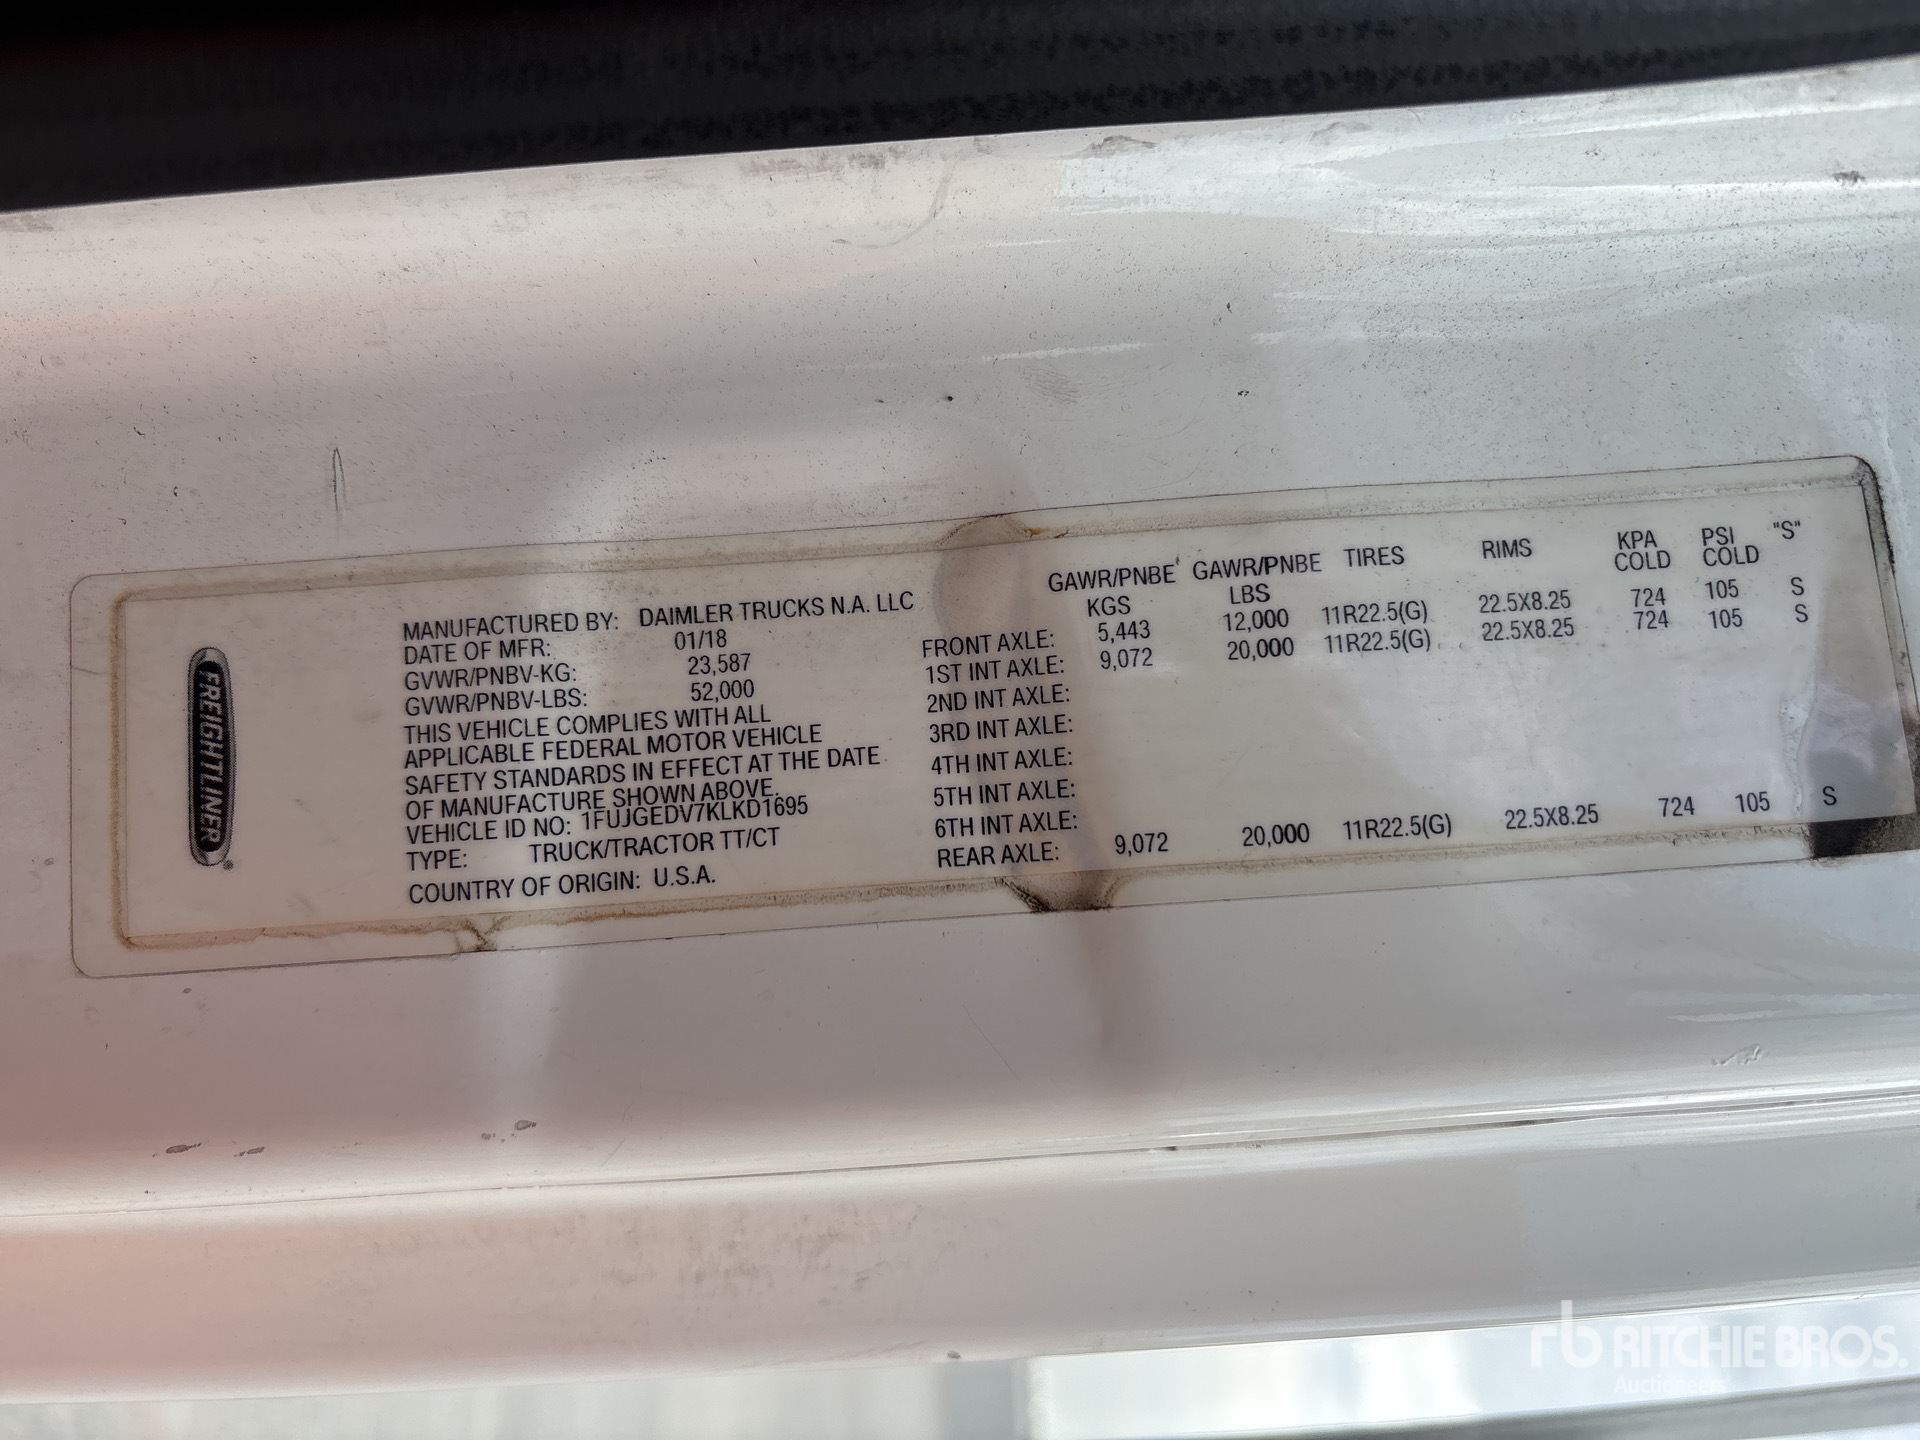 FREIGHTLINER®
MANUFACTURED BY: DAIMLER TRUCKS N.A. LLC
DATE OF MFR: 01/18
GVWR/PNBV-KG: 23,587
GVWR/PNBV-LBS: 52,000
THIS VEHICLE COMPLIES WITH ALL
APPLICABLE FEDERAL MOTOR VEHICLE
SAFETY STANDARDS IN EFFECT AT THE DATE
OF MANUFACTURE SHOWN ABOVE.
VEHICLE ID NO: 1FUJGEDV7KLKD1695
TYPE: TRUCK/TRACTOR TT/CT
COUNTRY OF ORIGIN: U.S.A.
GAWR/PNBE GAWR/PNBE TIRES RIMS KPA PSI "S"
KGS LBS COLD COLD
FRONT AXLE: 5,443 12,000 11R22.5(G) 22.5X8.25 724 105 S
1ST INT AXLE: 9,072 20,000 11R22.5(G) 22.5X8.25 724 105 S
2ND INT AXLE:
3RD INT AXLE:
4TH INT AXLE:
5TH INT AXLE:
6TH INT AXLE:
REAR AXLE: 9,072 20,000 11R22.5(G) 22.5X8.25 724 105 S
rb RITCHIE BROS.
Auctioneers